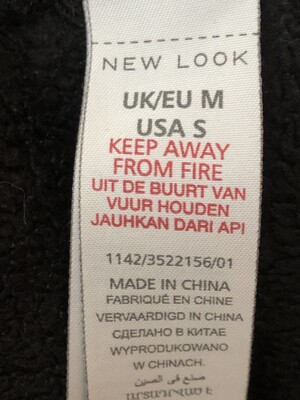 NEW LOOK
UK/EU M
USA S
KEEP AWAY
FROM FIRE
UIT DE BUURT VAN
VUUR HOUDEN
JAUHKAN DARI API
1142/3522156/01
MADE IN CHINA
FABRIQUÉ EN CHINE
VERVAARDIGD IN CHINA
СДЕЛАНО В КИТАЕ
WYPRODUKOWANO
W CHINACH.
صنع في الصين